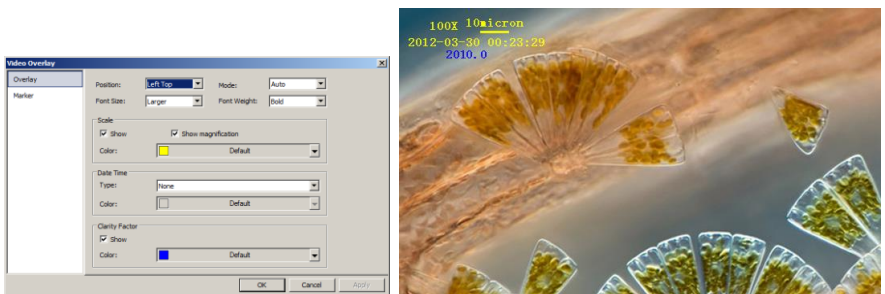 Video Overlay
Overlay
Marker
Position: Left Top Mode: Auto
Font Size: Larger Font Weight: Bold
Scale
Show Show magnification
Color: Default
Date Time
Type: None
Color: Default
Clarity Factor
Show
Color: Default
OK Cancel Apply
100X 10micron
2012-03-30 00:23:29
2010.0